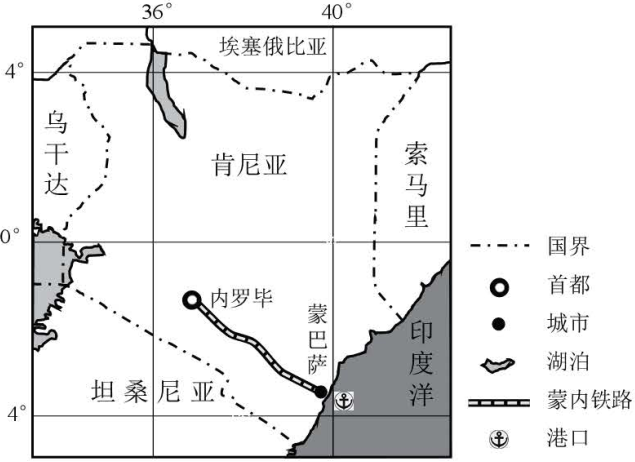 36° 40°
埃塞俄比亚
4°
乌干达
肯尼亚
索马里
0°
国界
内罗毕
首都
蒙巴萨
城市
印度洋
湖泊
坦桑尼亚
蒙内铁路
4°
港口